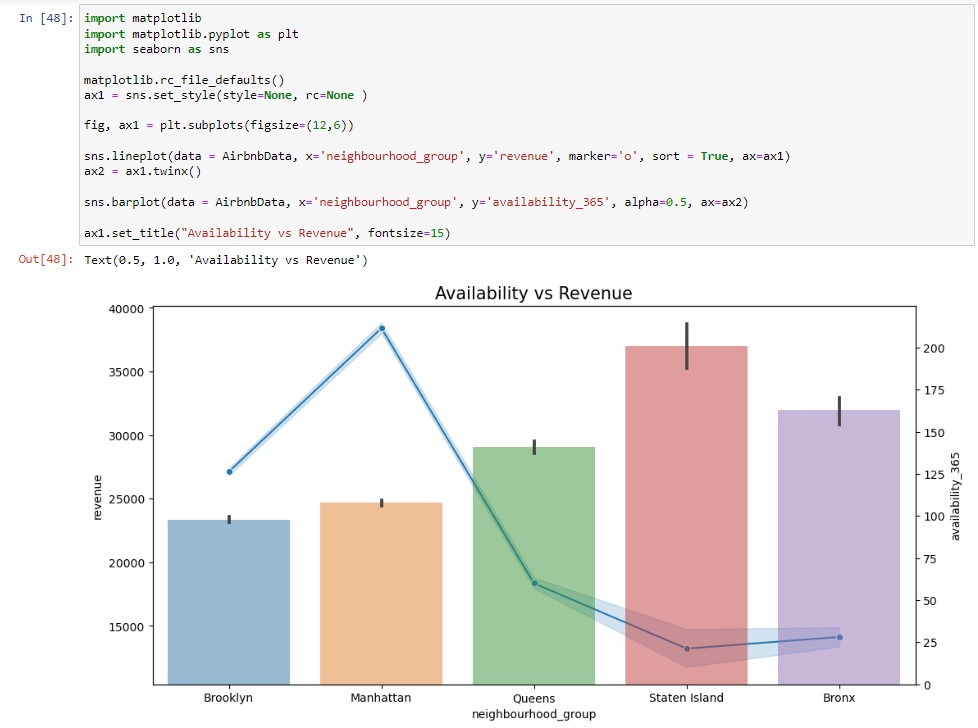 In [48]: import matplotlib
import matplotlib.pyplot as plt
import seaborn as sns
matplotlib.rc_file_defaults()
ax1 = sns.set_style(style=None, rc=None )
fig, ax1 = plt.subplots(figsize=(12,6))
sns.lineplot(data = AirbnbData, x='neighbourhood_group', y='revenue', marker='o', sort = True, ax=ax1)
ax2 = ax1.twinx()
sns.barplot(data = AirbnbData, x='neighbourhood_group', y='availability_365', alpha=0.5, ax=ax2)
ax1.set_title("Availability vs Revenue", fontsize=15)
Out[48]: Text(0.5, 1.0, 'Availability vs Revenue')
Availability vs Revenue
40000
35000
30000
25000
20000
15000
revenue
200
175
150
125
100
75
50
25
0
availability_365
Brooklyn Manhattan Queens Staten Island Bronx
neighbourhood_group